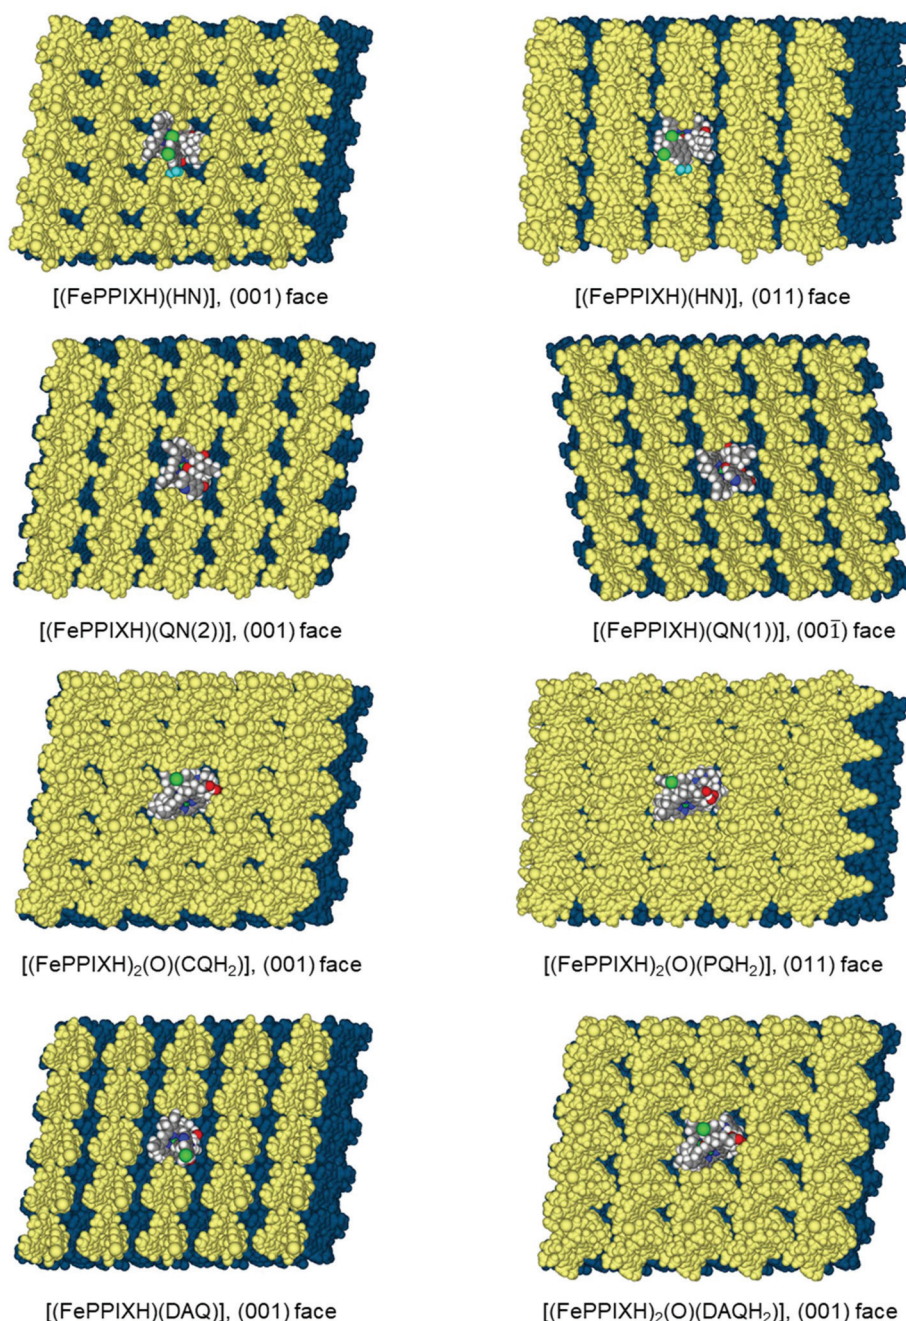 [(FePPIXH)(HN)], (001) face
[(FePPIXH)(HN)], (011) face
[(FePPIXH)(QN(2))], (001) face
[(FePPIXH)(QN(1))], (001̅) face
[(FePPIXH)₂(O)(CQH₂)], (001) face
[(FePPIXH)₂(O)(PQH₂)], (011) face
[(FePPIXH)(DAQ)], (001) face
[(FePPIXH)₂(O)(DAQH₂)], (001) face